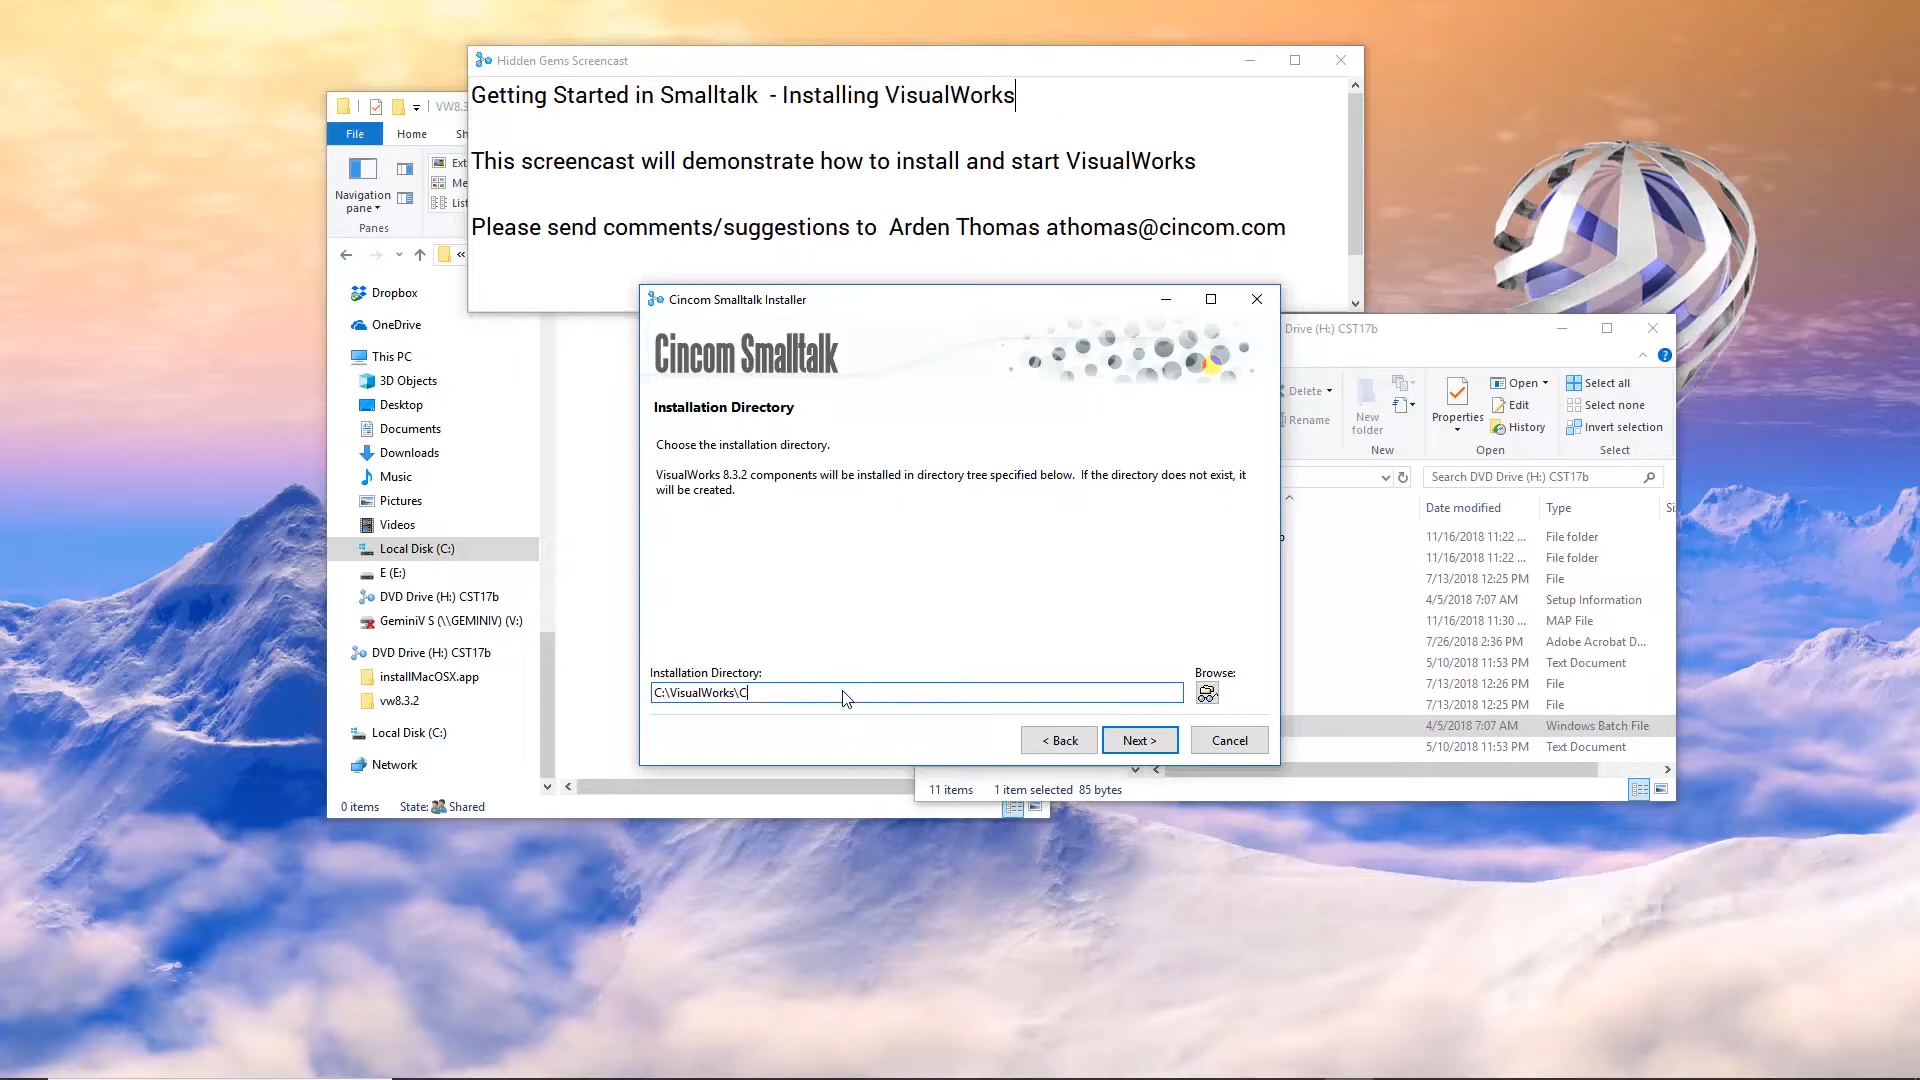 Hidden Gems Screencast
Getting Started in Smalltalk - Installing VisualWorks
This screencast will demonstrate how to install and start VisualWorks
Please send comments/suggestions to Arden Thomas athomas@cincom.com
VW8.3
File
Home
Sh
Navigation
pane
Ext
Me
List
Panes
«
Dropbox
OneDrive
This PC
3D Objects
Desktop
Documents
Downloads
Music
Pictures
Videos
Local Disk (C:)
E (E:)
DVD Drive (H:) CST17b
GeminiV S (\\GEMINIV) (V:)
DVD Drive (H:) CST17b
installMacOSX.app
vw8.3.2
Local Disk (C:)
Network
0 items State: Shared
Cincom Smalltalk Installer
Cincom Smalltalk
Installation Directory
Choose the installation directory.
VisualWorks 8.3.2 components will be installed in directory tree specified below. If the directory does not exist, it
will be created.
Installation Directory:
Browse:
C:\VisualWorks\C
< Back
Next >
Cancel
Drive (H:) CST17b
Delete
Rename
New
folder
New
Properties
Open
Edit
History
Open
Select all
Select none
Invert selection
Select
Search DVD Drive (H:) CST17b
Date modified Type Si
11/16/2018 11:22 ... File folder
11/16/2018 11:22 ... File folder
7/13/2018 12:25 PM File
4/5/2018 7:07 AM Setup Information
11/16/2018 11:30 ... MAP File
7/26/2018 2:36 PM Adobe Acrobat D...
5/10/2018 11:53 PM Text Document
7/13/2018 12:26 PM File
7/13/2018 12:25 PM File
4/5/2018 7:07 AM Windows Batch File
5/10/2018 11:53 PM Text Document
11 items 1 item selected 85 bytes